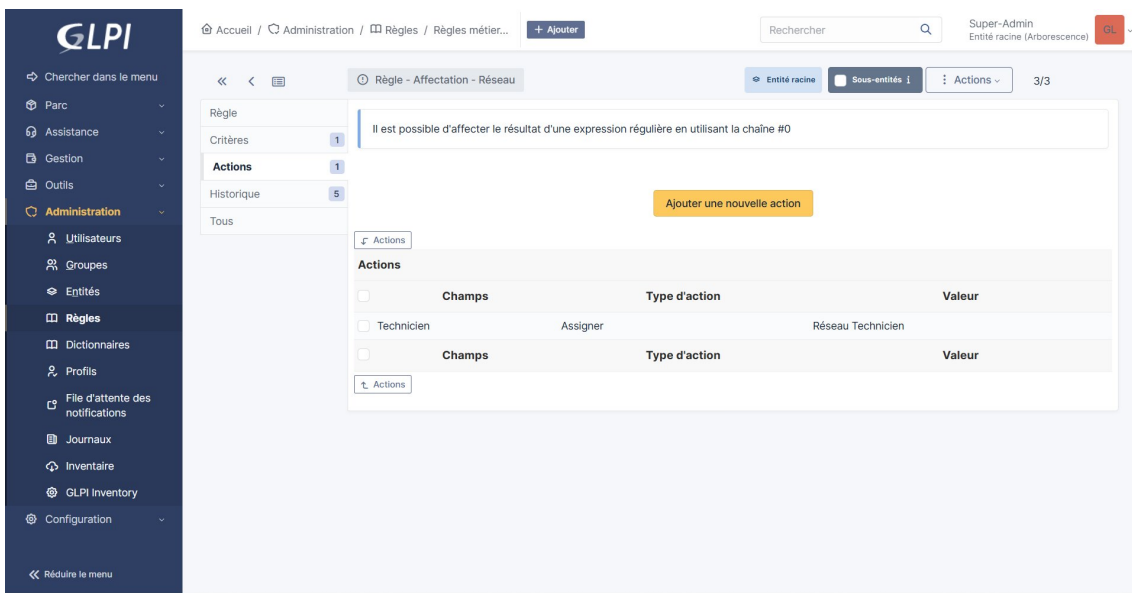 GLPI
Accueil / Administration / Règles / Règles métier...
+ Ajouter
Rechercher
Super-Admin
Entité racine (Arborescence)
GL
Chercher dans le menu
Parc
Assistance
Gestion
Outils
Administration
Utilisateurs
Groupes
Entités
Règles
Dictionnaires
Profils
File d'attente des
notifications
Journaux
Inventaire
GLPI Inventory
Configuration
Réduire le menu
Règle - Affectation - Réseau
Entité racine
Sous-entités i
Actions
3/3
Règle
Critères 1
Actions 1
Historique 5
Tous
Il est possible d'affecter le résultat d'une expression régulière en utilisant la chaîne #0
Ajouter une nouvelle action
Actions
Actions
Champs Type d'action Valeur
Technicien Assigner Réseau Technicien
Champs Type d'action Valeur
Actions